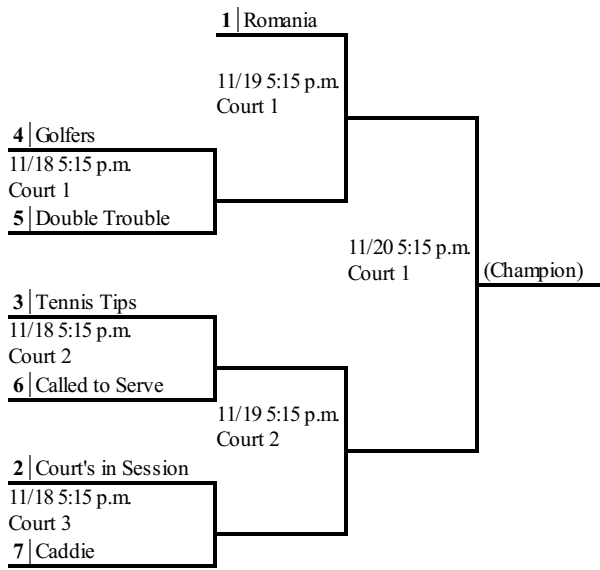 1 Romania
11/19 5:15 p.m.
Court 1
4 Golfers
11/18 5:15 p.m.
Court 1
5 Double Trouble
11/20 5:15 p.m.
Court 1
(Champion)
3 Tennis Tips
11/18 5:15 p.m.
Court 2
6 Called to Serve
11/19 5:15 p.m.
Court 2
2 Court's in Session
11/18 5:15 p.m.
Court 3
7 Caddie